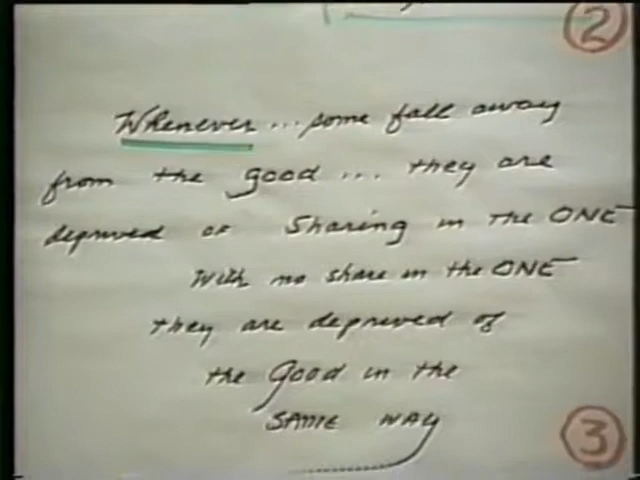 2
Whenever ... some fall away
from the good ... they are
deprived of Sharing in the ONE
With no share in the ONE
they are deprived of
the Good in the
SAME WAY
3